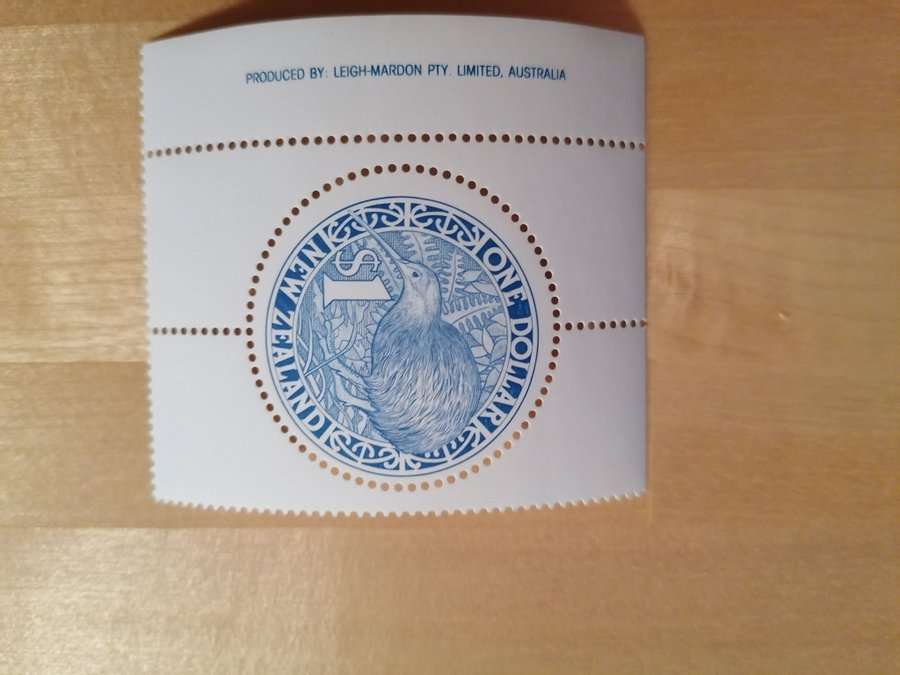 PRODUCED BY: LEIGH-MARDON PTY. LIMITED, AUSTRALIA
ONE DOLLAR
$1
NEW ZEALAND